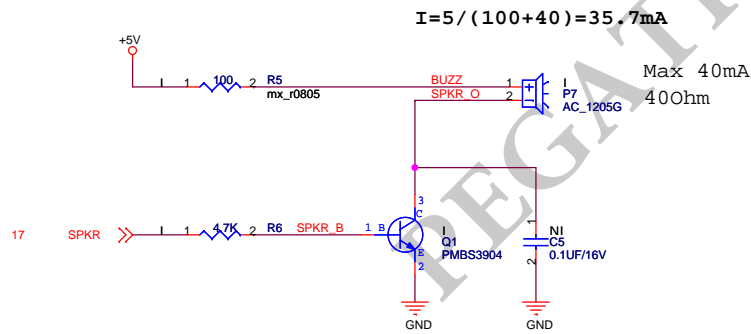 I=5/(100+40)=35.7mA
+5V
I 1 100 2 R5
mx_r0805
BUZZ 1
SPKR_O 2
I
P7
AC_1205G
Max 40mA
40Ohm
17 SPKR I 1 4.7K 2 R6 SPKR_B 1 B
3
C
E
2
I
Q1
PMBS3904
1
2
NI
C5
0.1UF/16V
GND
GND
PEGATR